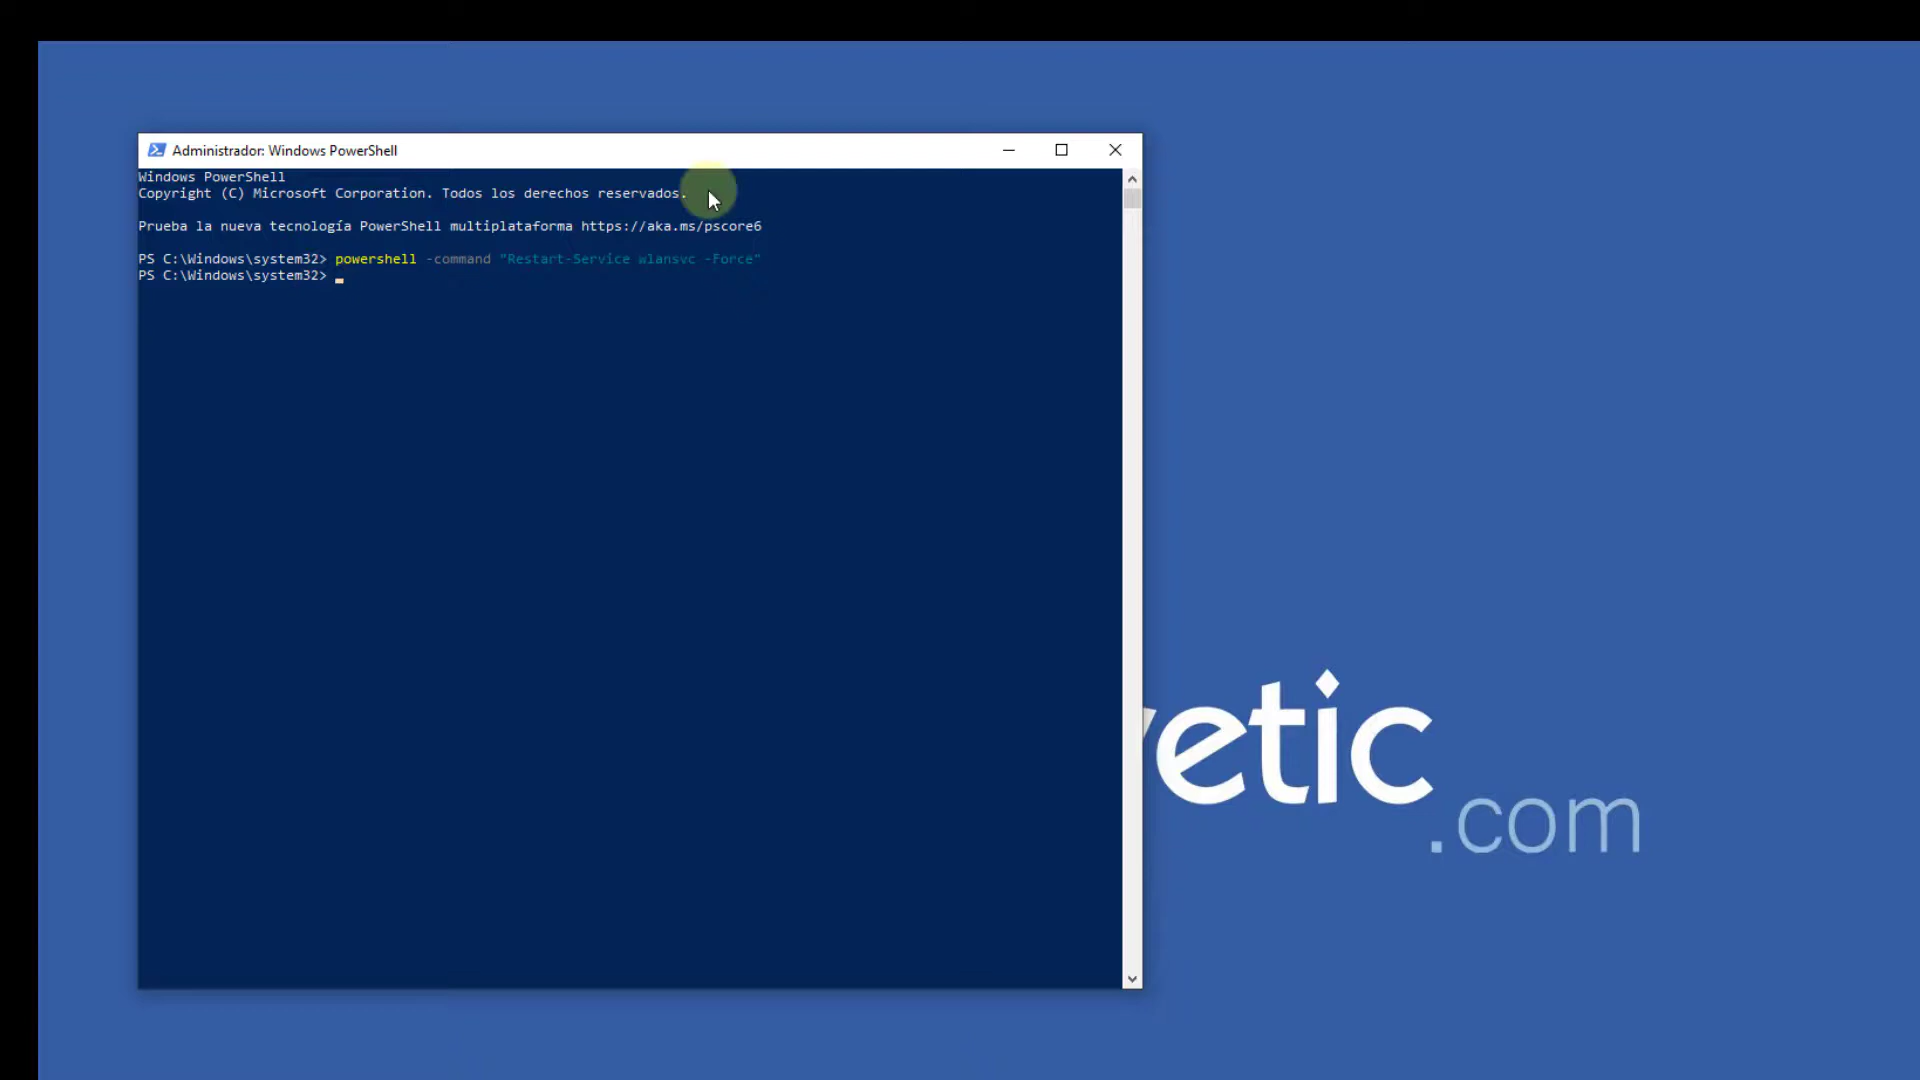 Administrador: Windows PowerShell
Windows PowerShell
Copyright (C) Microsoft Corporation. Todos los derechos reservados.
Prueba la nueva tecnología PowerShell multiplataforma https://aka.ms/pscore6
PS C:\Windows\system32> powershell -command "Restart-Service wlansvc -Force"
PS C:\Windows\system32>
etic
.com